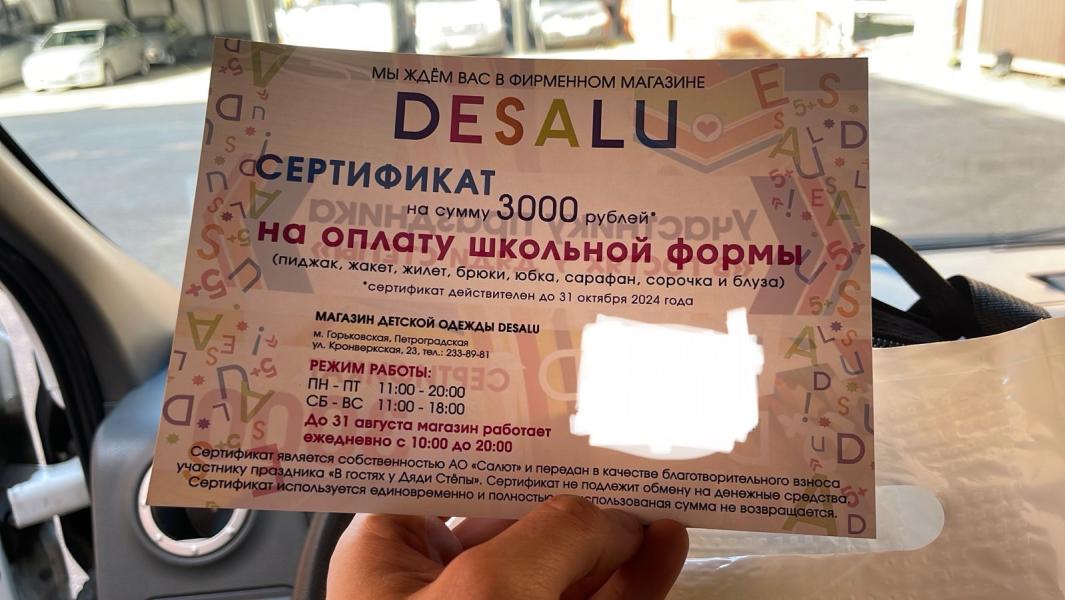 МЫ ЖДЁМ ВАС В ФИРМЕННОМ МАГАЗИНЕ
DESALU
СЕРТИФИКАТ
на сумму 3000 рублей*
на оплату школьной формы
(пиджак, жакет, жилет, брюки, юбка, сарафан, сорочка и блуза)
*сертификат действителен до 31 октября 2024 года
МАГАЗИН ДЕТСКОЙ ОДЕЖДЫ DESALU
м. Горьковская, Петроградская
ул. Кронверкская, 23, тел.: 233-89-81
РЕЖИМ РАБОТЫ:
ПН - ПТ 11:00 - 20:00
СБ - ВС 11:00 - 18:00
До 31 августа магазин работает
ежедневно с 10:00 до 20:00
Сертификат является собственностью АО «Салют» и передан в качестве благотворительного взноса
участнику праздника «В гостях у Дяди Стёпы». Сертификат не подлежит обмену на денежные средства.
Сертификат используется единовременно и полностью использованая сумма не возвращается.